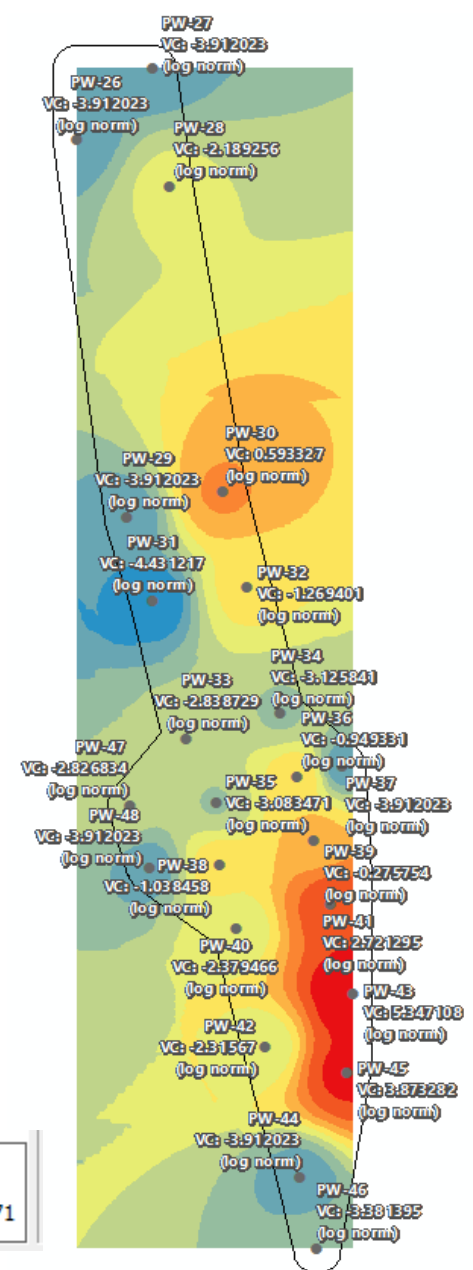 PW-27
VC: -3.912023
(log norm)
PW-26
VC: -3.912023
(log norm)
PW-28
VC: -2.189256
(log norm)
PW-30
VC: 0.593327
(log norm)
PW-29
VC: -3.912023
(log norm)
PW-31
VC: -4.431217
(log norm)
PW-32
VC: -1.269401
(log norm)
PW-34
VC: -3.125841
(log norm)
PW-33
VC: -2.838729
(log norm)
PW-36
VC: -0.949331
(log norm)
PW-47
VC: -2.826834
(log norm)
PW-35
VC: -3.083471
(log norm)
PW-37
VC: -3.912023
(log norm)
PW-48
VC: -3.912023
(log norm)
PW-38
VC: -1.038458
(log norm)
PW-39
VC: -0.275754
(log norm)
PW-41
VC: 2.721295
(log norm)
PW-40
VC: -2.379466
(log norm)
PW-43
VC: 5.347108
(log norm)
PW-42
VC: -2.31567
(log norm)
PW-45
VC: 3.873282
(log norm)
PW-44
VC: -3.912023
(log norm)
PW-46
VC: -3.381395
(log norm)
71